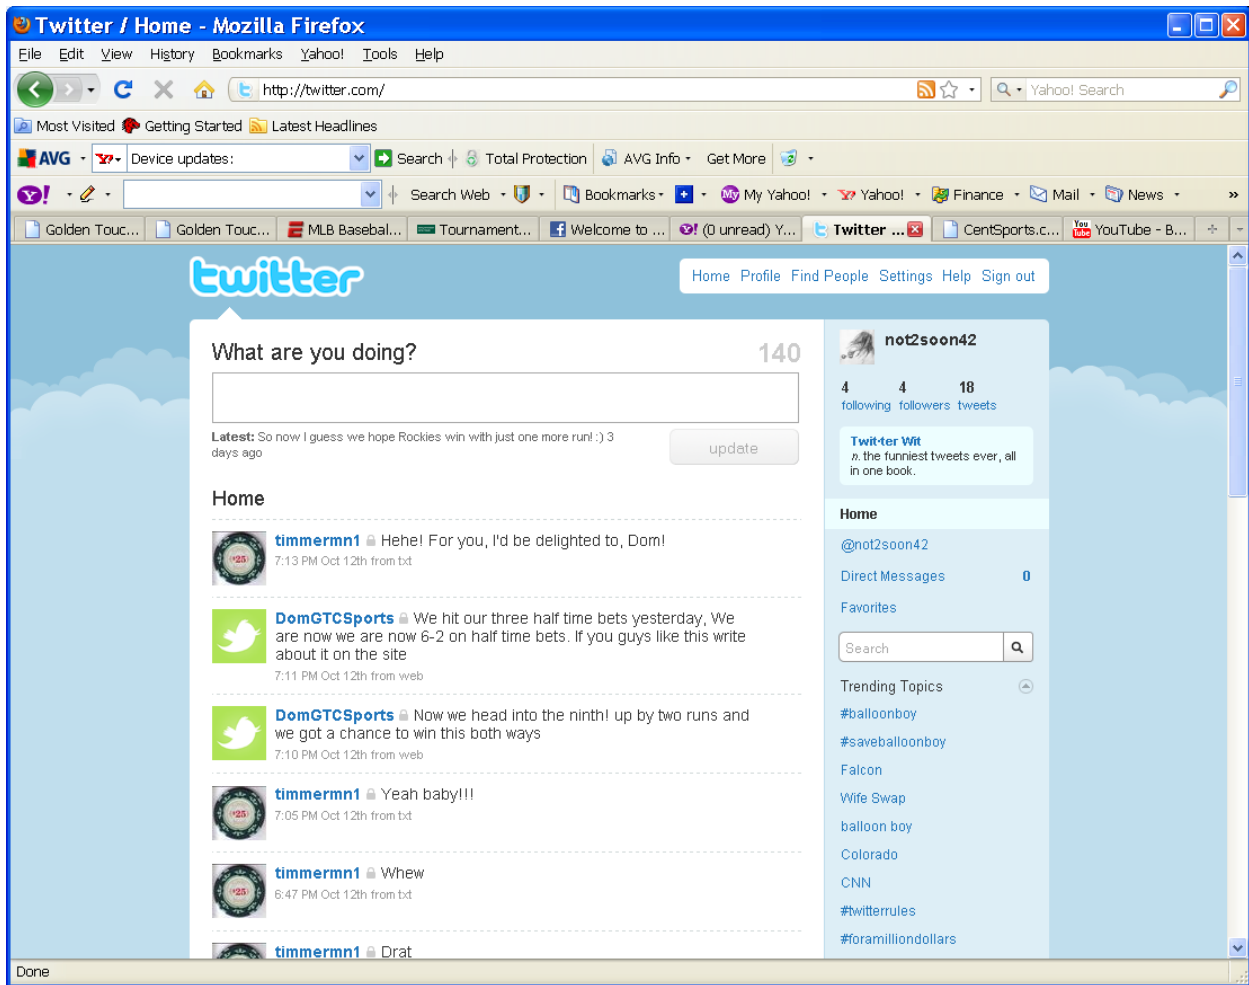 Twitter / Home - Mozilla Firefox
File Edit View History Bookmarks Yahoo! Tools Help
http://twitter.com/ Yahoo! Search
Most Visited Getting Started Latest Headlines
AVG Device updates: Search Total Protection AVG Info Get More
Y! Search Web Bookmarks My Yahoo! Yahoo! Finance Mail News »
Golden Touc... Golden Touc... MLB Basebal... Tournament... Welcome to ... (0 unread) Y... Twitter ... CentSports.c... YouTube - B...
twitter
Home Profile Find People Settings Help Sign out
What are you doing? 140
Latest: So now I guess we hope Rockies win with just one more run! :) 3
days ago
update
Home
timmermn1 Hehe! For you, I'd be delighted to, Dom!
7:13 PM Oct 12th from txt
DomGTCSports We hit our three half time bets yesterday, We
are now we are now 6-2 on half time bets. If you guys like this write
about it on the site
7:11 PM Oct 12th from web
DomGTCSports Now we head into the ninth! up by two runs and
we got a chance to win this both ways
7:10 PM Oct 12th from web
timmermn1 Yeah baby!!!
7:05 PM Oct 12th from txt
timmermn1 Whew
6:47 PM Oct 12th from txt
timmermn1 Drat
not2soon42
4 4 18
following followers tweets
Twit·ter Wit
n. the funniest tweets ever, all
in one book.
Home
@not2soon42
Direct Messages 0
Favorites
Search
Trending Topics
#balloonboy
#saveballoonboy
Falcon
Wife Swap
balloon boy
Colorado
CNN
#twitterrules
#foramilliondollars
Done